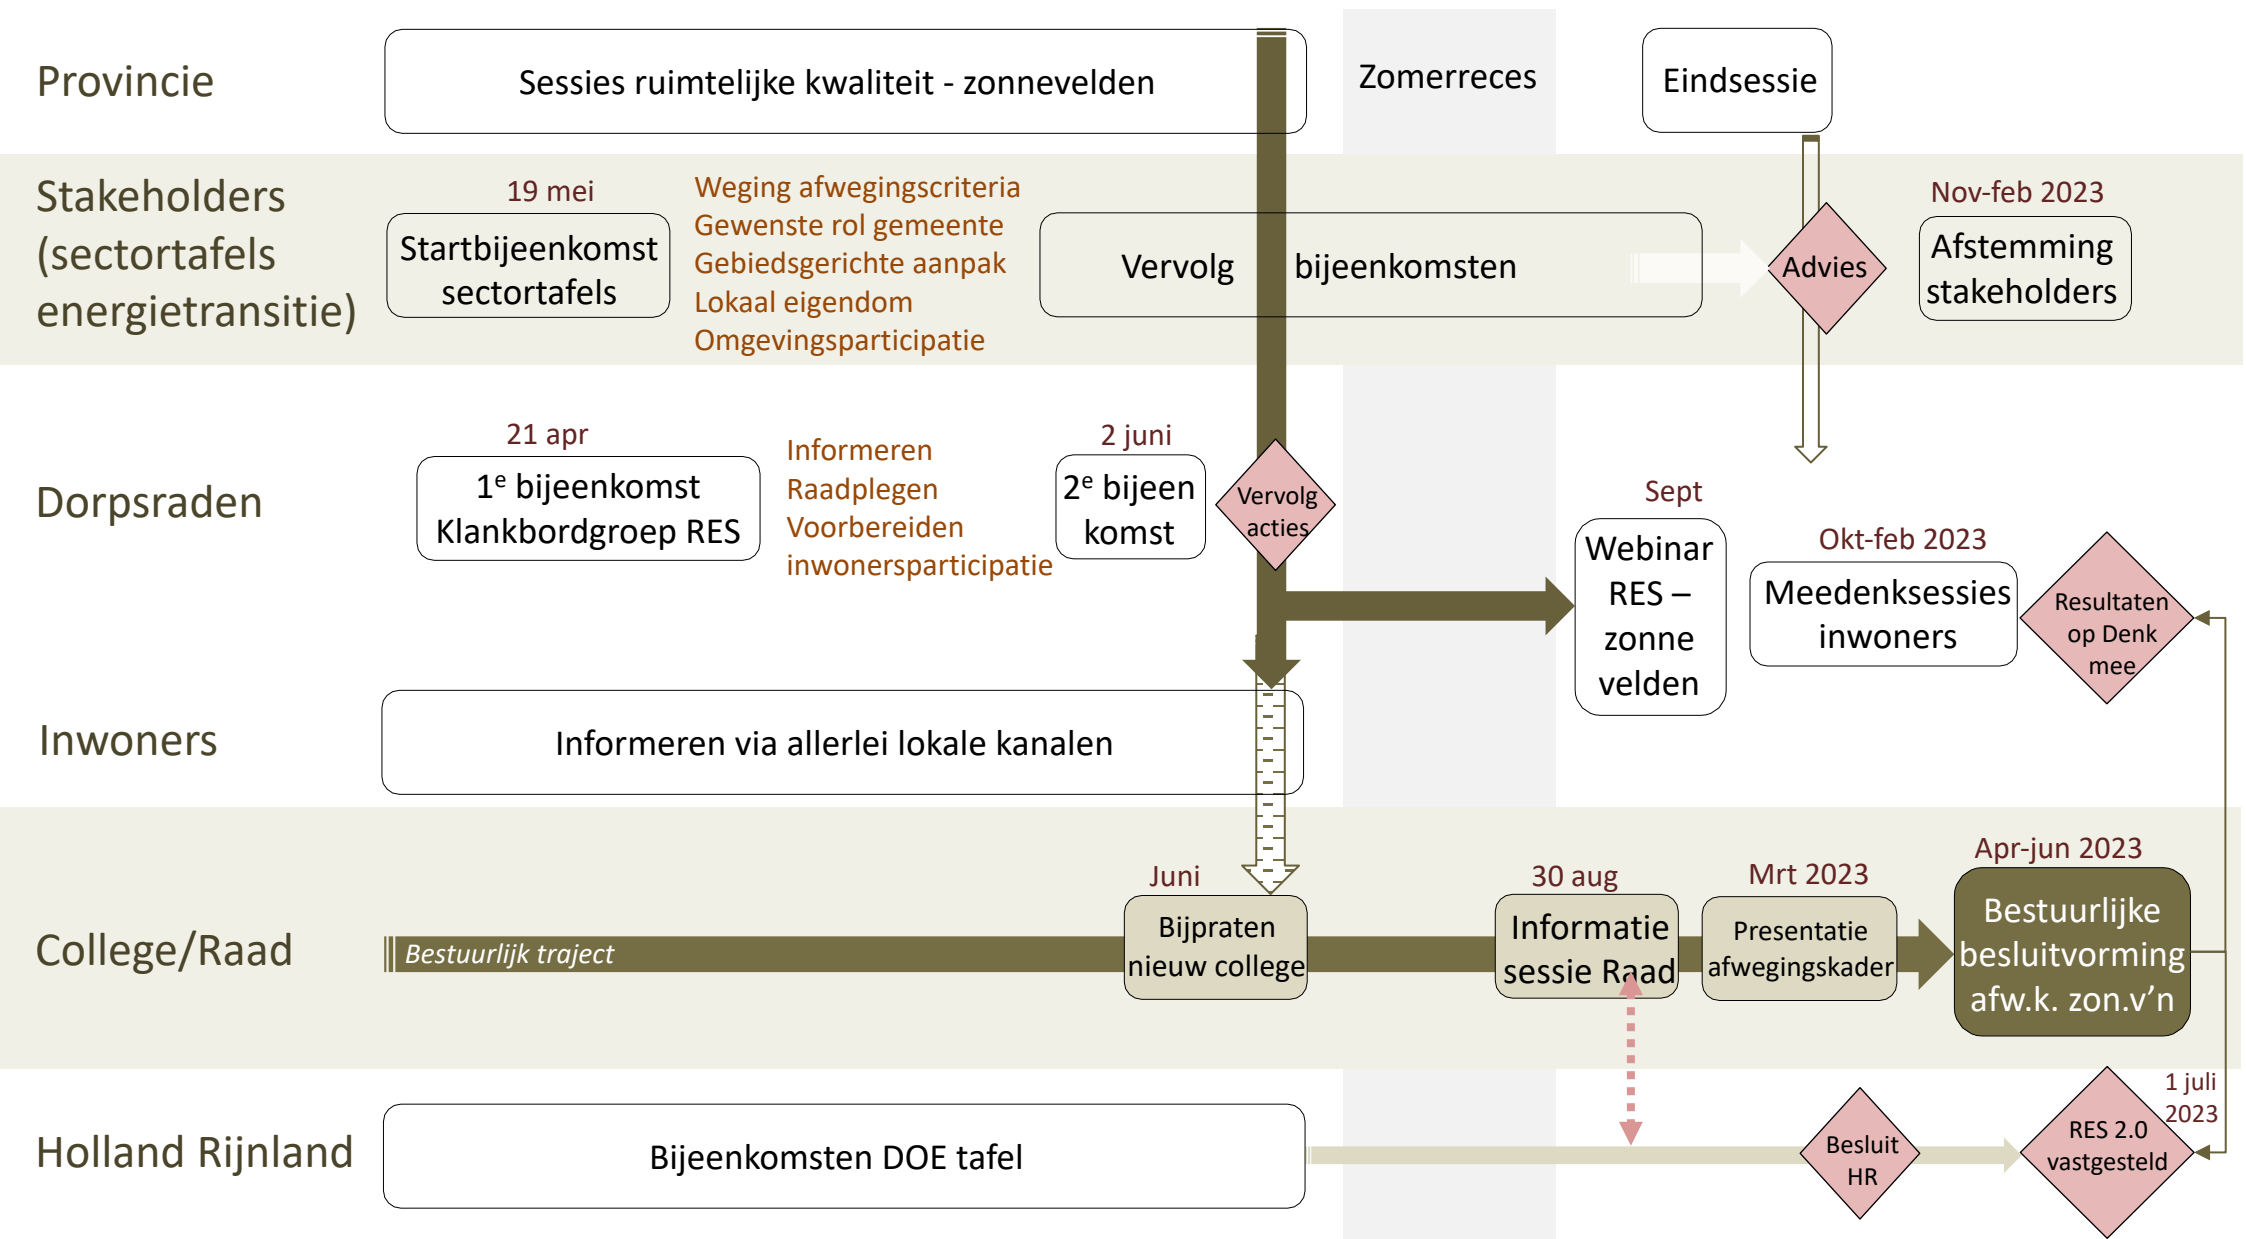 Provincie
Sessies ruimtelijke kwaliteit - zonnevelden
Zomerreces
Eindsessie
Stakeholders
(sectortafels
energietransitie)
19 mei
Startbijeenkomst
sectortafels
Weging afwegingscriteria
Gewenste rol gemeente
Gebiedsgerichte aanpak
Lokaal eigendom
Omgevingsparticipatie
Vervolg bijeenkomsten
Advies
Nov-feb 2023
Afstemming
stakeholders
Dorpsraden
21 apr
1e bijeenkomst
Klankbordgroep RES
Informeren
Raadplegen
Voorbereiden
inwonersparticipatie
2 juni
2e bijeen
komst
Vervolg
acties
Sept
Webinar
RES –
zonne
velden
Okt-feb 2023
Meedenksessies
inwoners
Resultaten
op Denk
mee
Inwoners
Informeren via allerlei lokale kanalen
College/Raad
Bestuurlijk traject
Juni
Bijpraten
nieuw college
30 aug
Informatie
sessie Raad
Mrt 2023
Presentatie
afwegingskader
Apr-jun 2023
Bestuurlijke
besluitvorming
afw.k. zon.v’n
Holland Rijnland
Bijeenkomsten DOE tafel
Besluit
HR
1 juli
2023
RES 2.0
vastgesteld